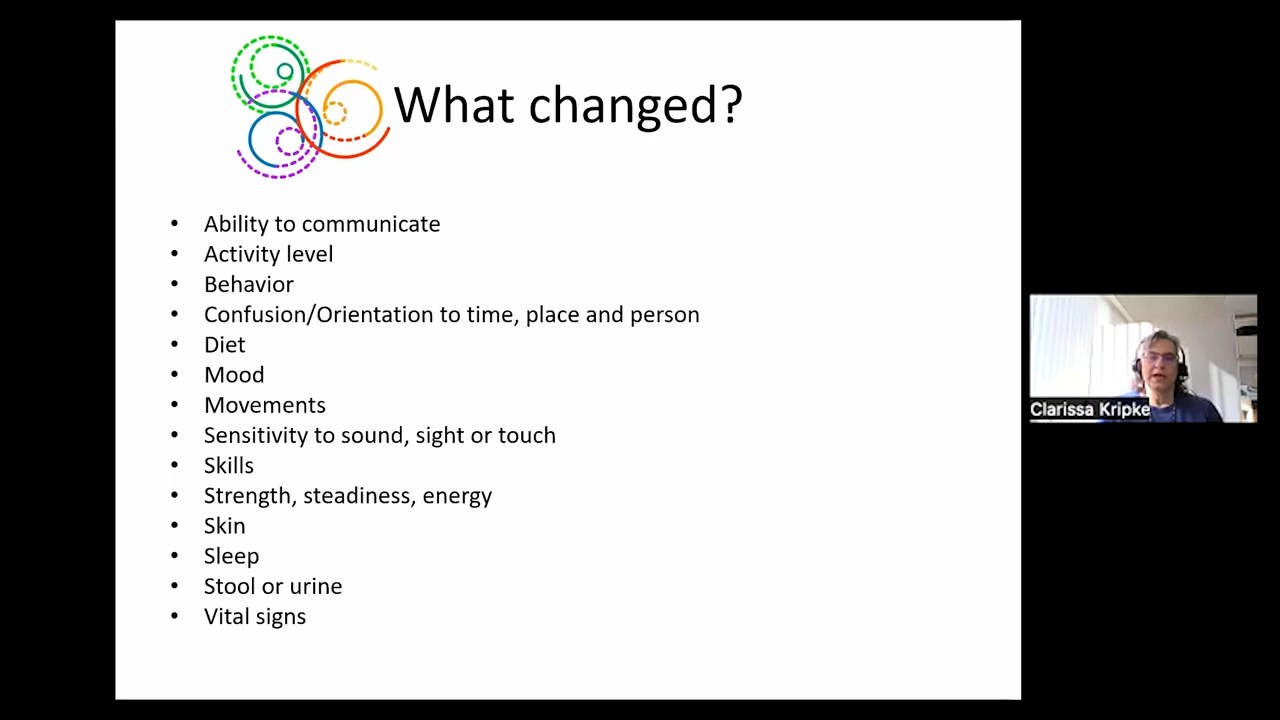 What changed?
• Ability to communicate
• Activity level
• Behavior
• Confusion/Orientation to time, place and person
• Diet
• Mood
• Movements
• Sensitivity to sound, sight or touch
• Skills
• Strength, steadiness, energy
• Skin
• Sleep
• Stool or urine
• Vital signs
Clarissa Kripke